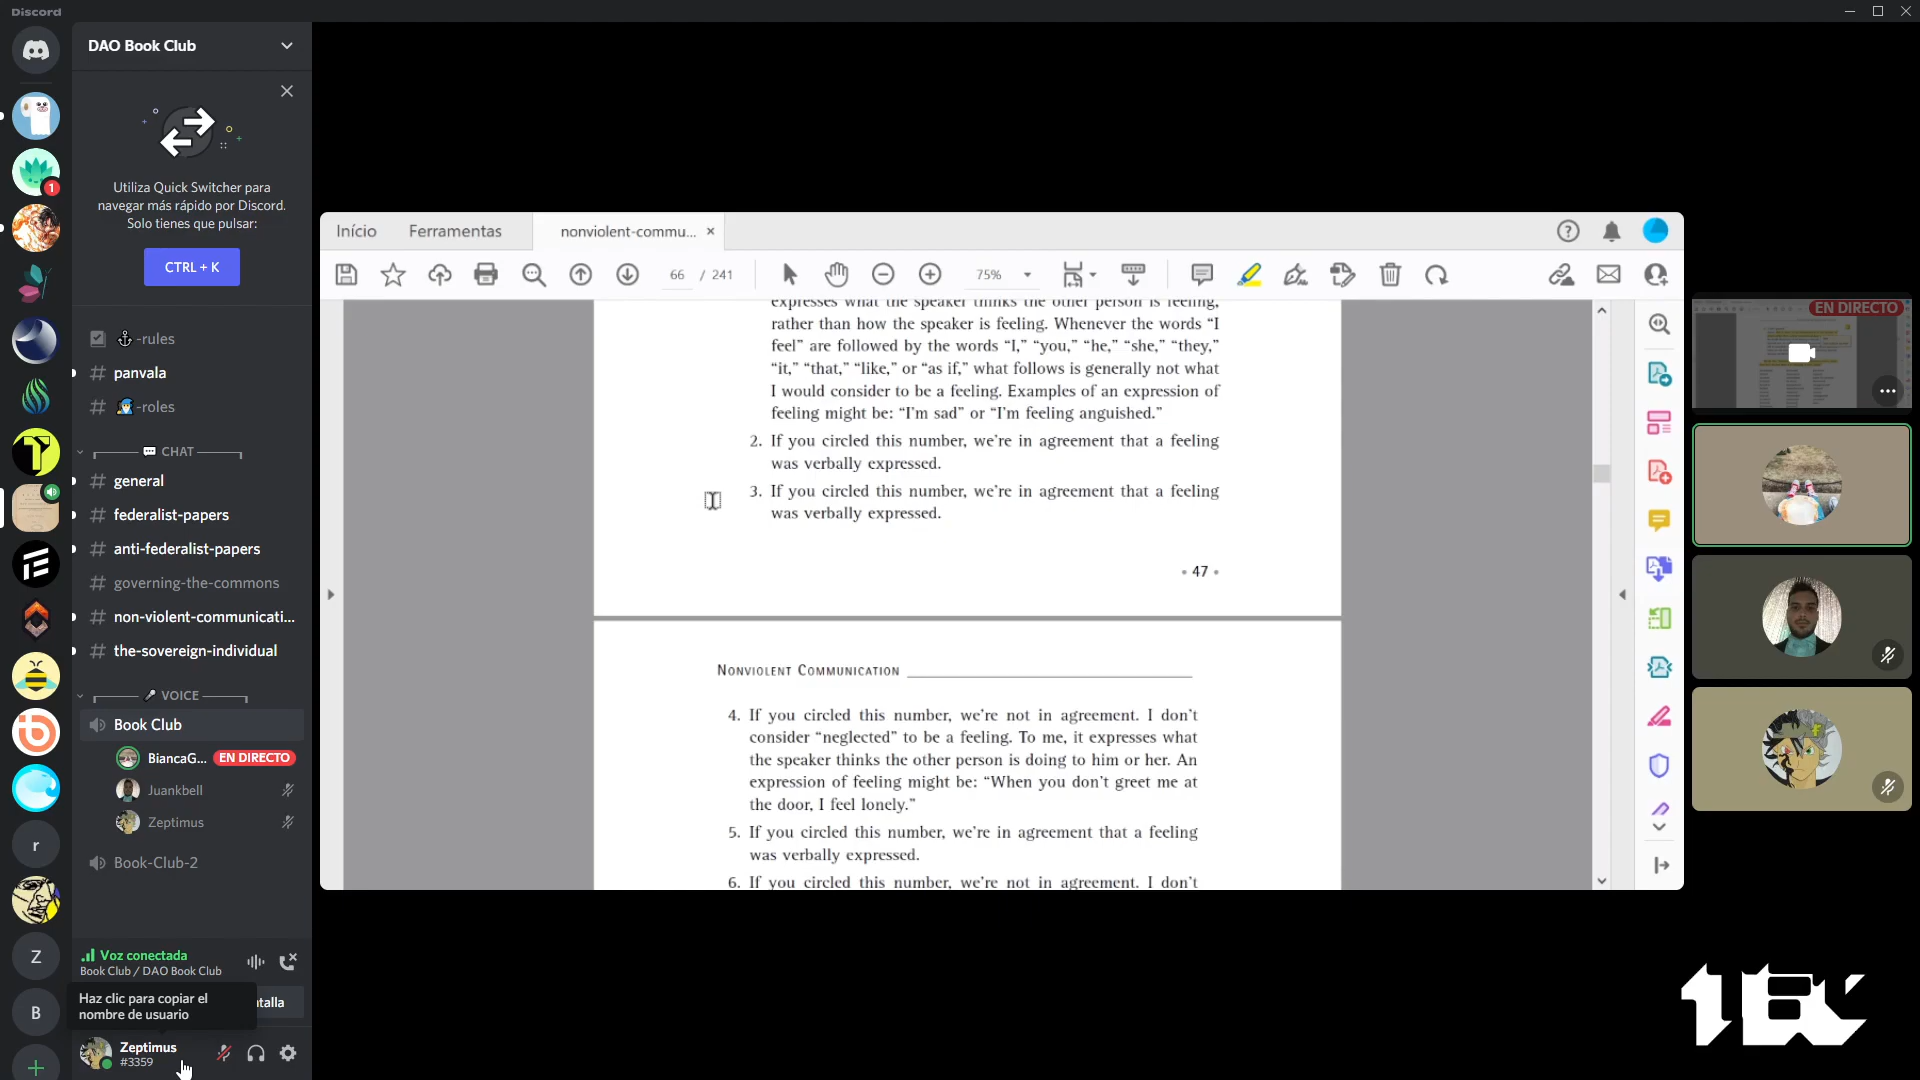 Discord
DAO Book Club
Utiliza Quick Switcher para
navegar más rápido por Discord.
Solo tienes que pulsar:
CTRL + K
-rules
panvala
-roles
CHAT
general
federalist-papers
anti-federalist-papers
governing-the-commons
non-violent-communicati...
the-sovereign-individual
VOICE
Book Club
BiancaG... EN DIRECTO
Juankbell
Zeptimus
Book-Club-2
Voz conectada
Book Club / DAO Book Club
Haz clic para copiar el
nombre de usuario
ntalla
Zeptimus
#3359
1
r
Z
B
Início
Ferramentas
nonviolent-commu...
66 / 241
75%
expresses what the speaker thinks the other person is feeling,
rather than how the speaker is feeling. Whenever the words “I
feel” are followed by the words “I,” “you,” “he,” “she,” “they,”
“it,” “that,” “like,” or “as if,” what follows is generally not what
I would consider to be a feeling. Examples of an expression of
feeling might be: “I’m sad” or “I’m feeling anguished.”
2. If you circled this number, we’re in agreement that a feeling
was verbally expressed.
3. If you circled this number, we’re in agreement that a feeling
was verbally expressed.
• 47 •
NONVIOLENT COMMUNICATION
4. If you circled this number, we’re not in agreement. I don’t
consider “neglected” to be a feeling. To me, it expresses what
the speaker thinks the other person is doing to him or her. An
expression of feeling might be: “When you don’t greet me at
the door, I feel lonely.”
5. If you circled this number, we’re in agreement that a feeling
was verbally expressed.
6. If you circled this number, we’re not in agreement. I don’t
EN DIRECTO